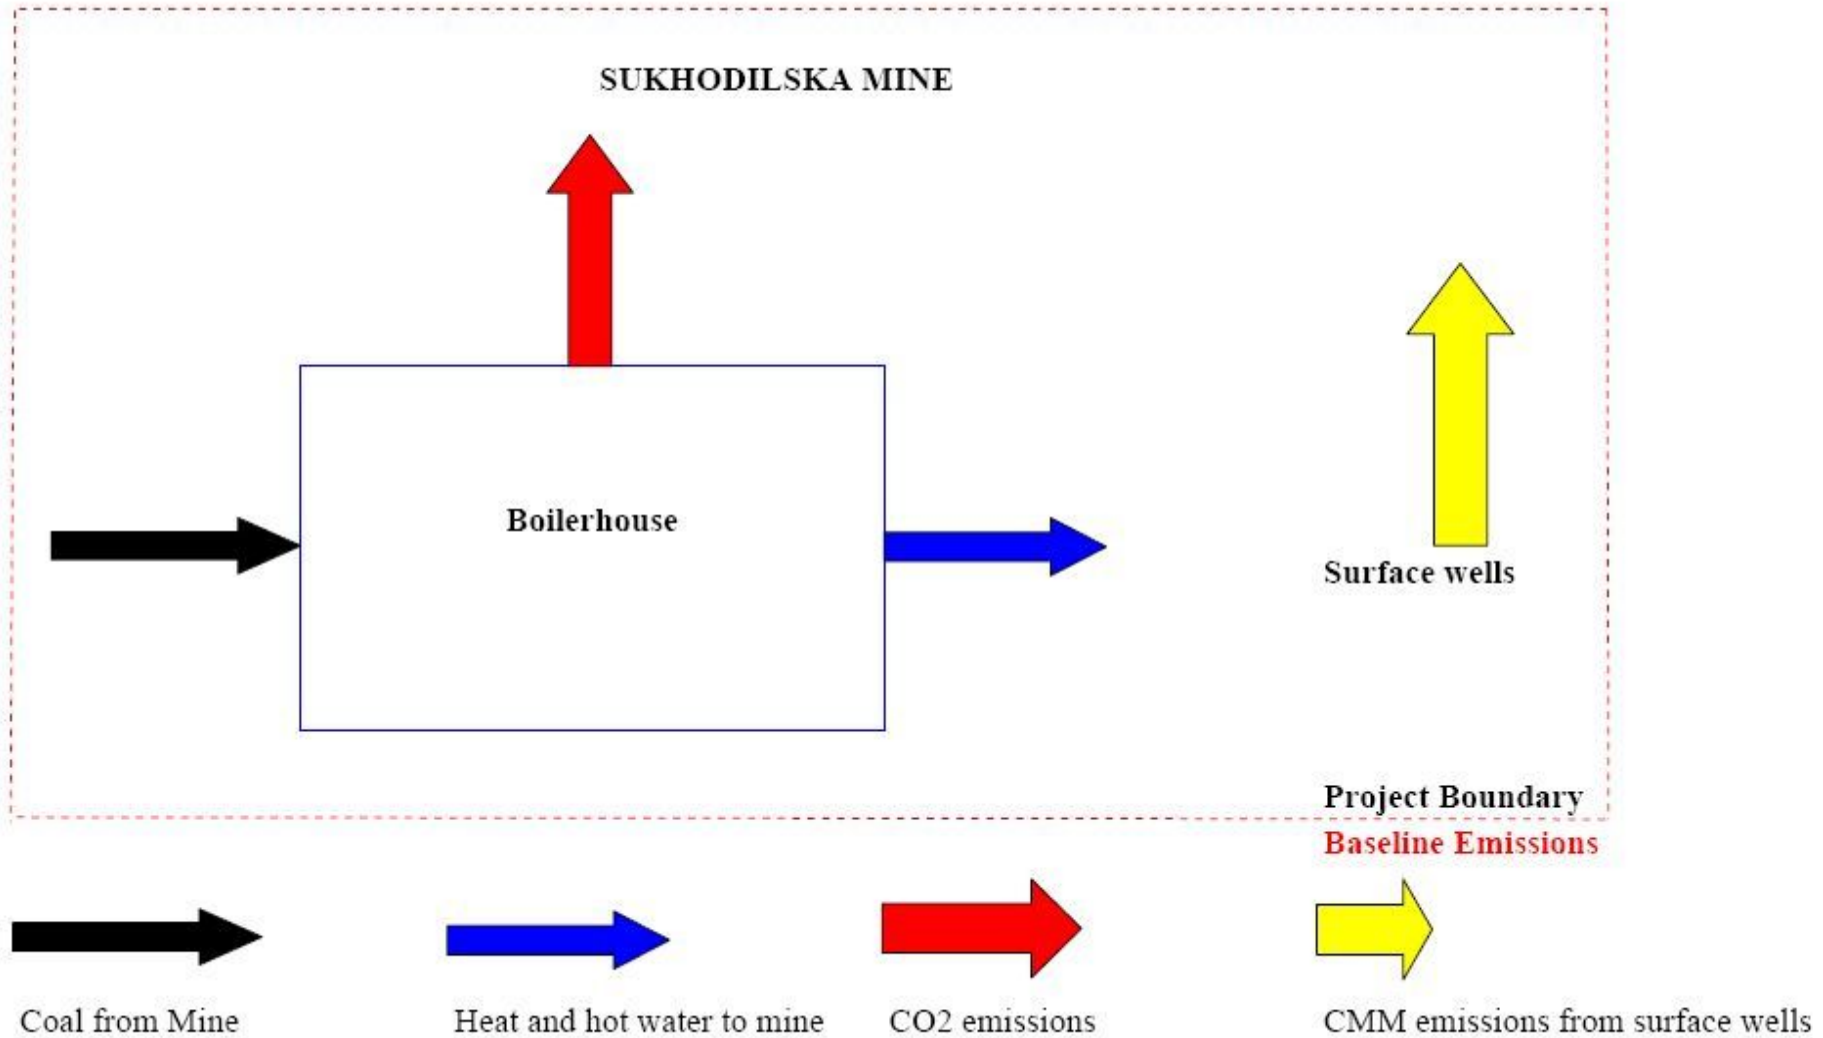 SUKHODILSKA MINE
Boilerhouse
Surface wells
Project Boundary
Baseline Emissions
Coal from Mine
Heat and hot water to mine
CO2 emissions
CMM emissions from surface wells